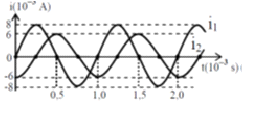 i(10⁻³ A)
8
6
i₁
i₂
0
t(10⁻³ s)
-6
-8
0,5
1,0
1,5
2,0